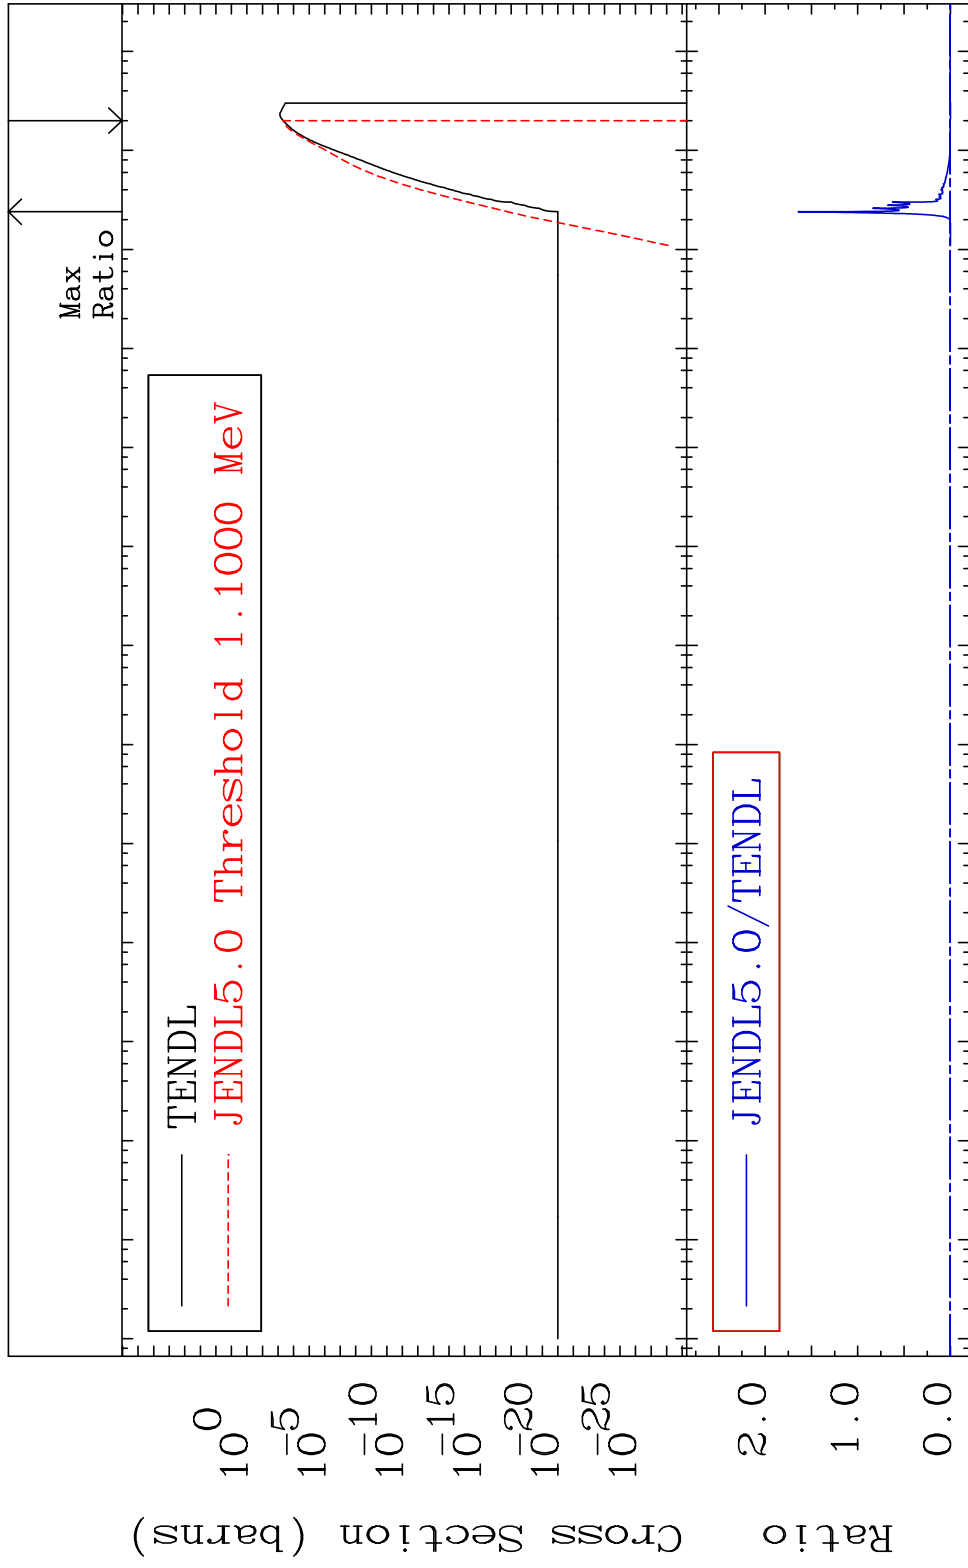 Max
Ratio
TENDL
JENDL5.0 Threshold 1.1000 MeV
10^0
10^-5
10^-10
10^-15
10^-20
10^-25
Cross Section (barns)
JENDL5.0/TENDL
2.0
1.0
0.0
Ratio